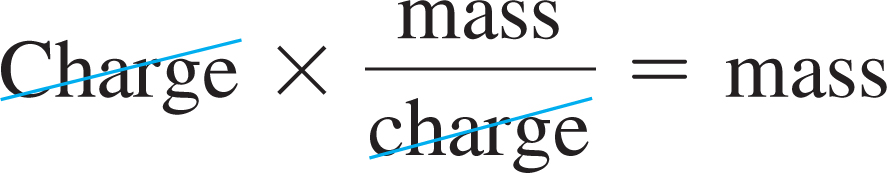 Charge × mass / charge = mass